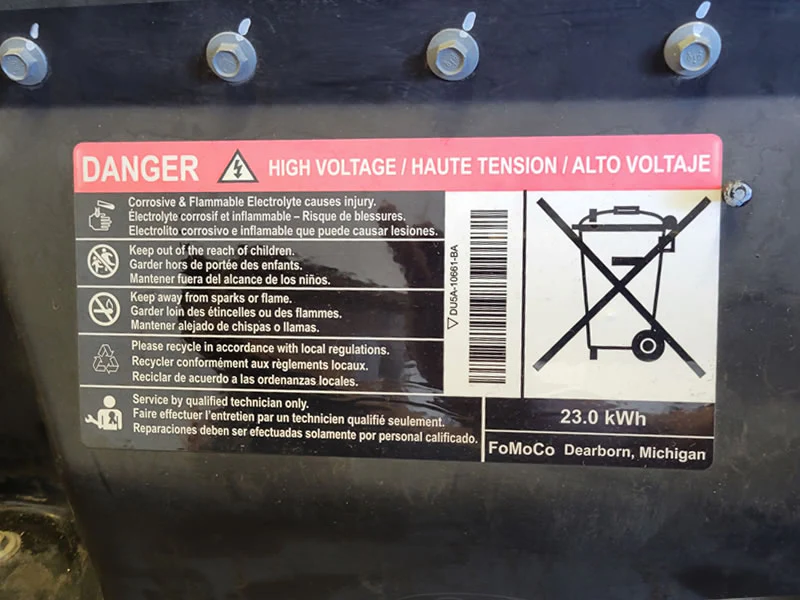 DANGER HIGH VOLTAGE / HAUTE TENSION / ALTO VOLTAJE
Corrosive & Flammable Electrolyte causes injury.
Électrolyte corrosif et inflammable – Risque de blessures.
Electrolito corrosivo e inflamable que puede causar lesiones.
Keep out of the reach of children.
Garder hors de portée des enfants.
Mantener fuera del alcance de los niños.
Keep away from sparks or flame.
Garder loin des étincelles ou des flammes.
Mantener alejado de chispas o llamas.
Please recycle in accordance with local regulations.
Recycler conformément aux règlements locaux.
Reciclar de acuerdo a las ordenanzas locales.
Service by qualified technician only.
Faire effectuer l'entretien par un technicien qualifié seulement.
Reparaciones deben ser efectuadas solamente por personal calificado.
DU5A-10661-BA
23.0 kWh
FoMoCo Dearborn, Michigan